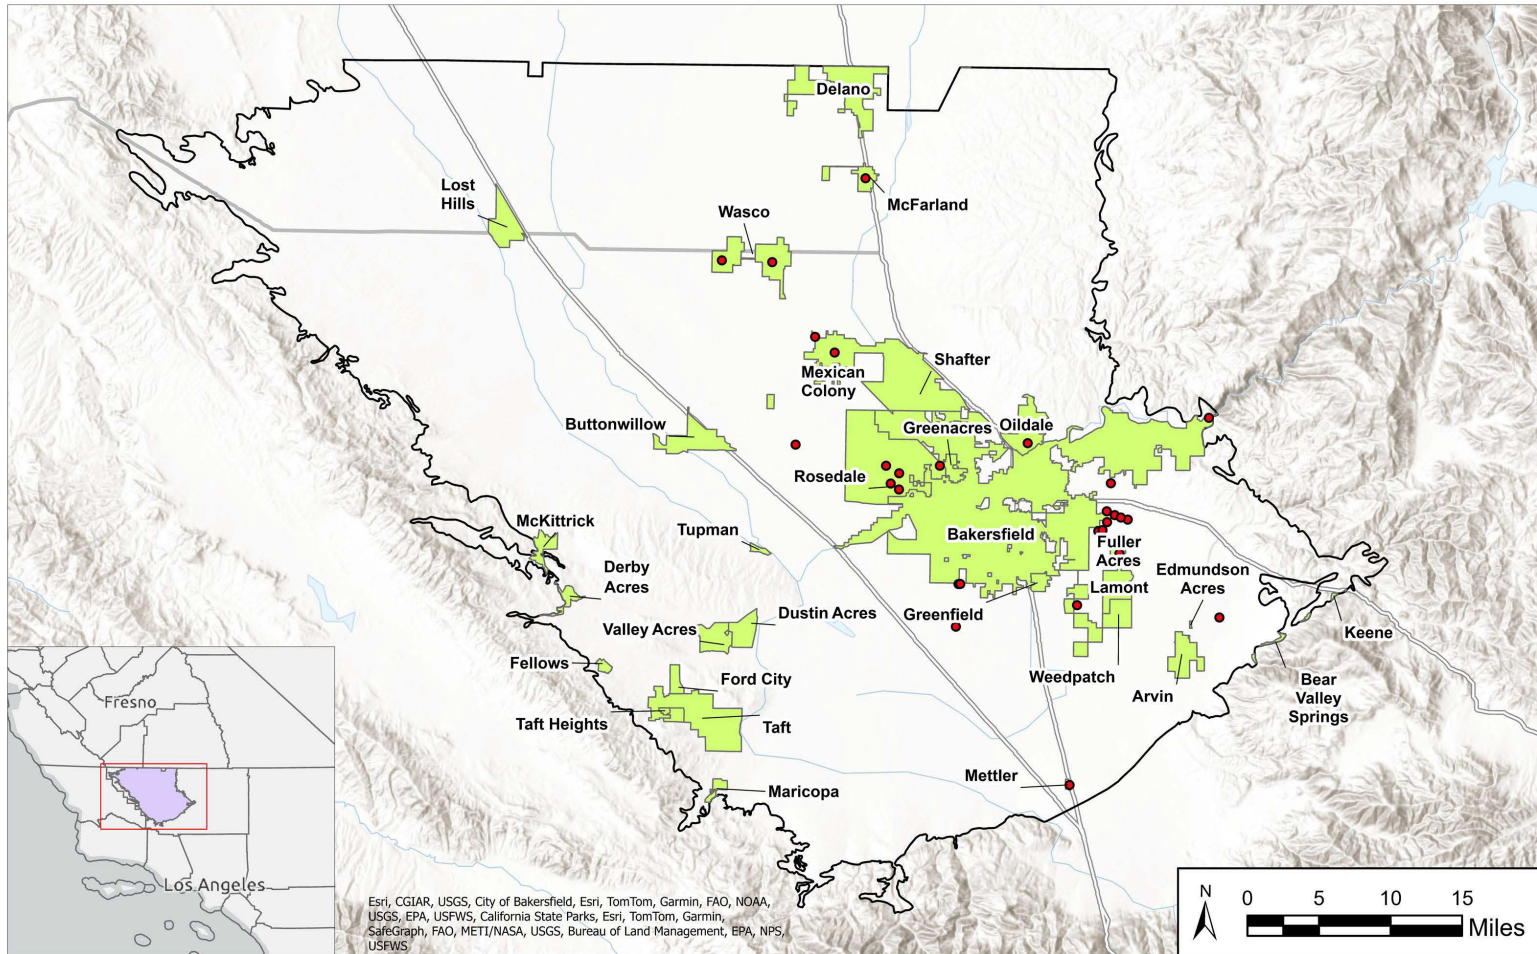 Delano
Lost
Hills
McFarland
Wasco
Shafter
Mexican
Colony
Buttonwillow
Greenacres
Oildale
Rosedale
McKittrick
Tupman
Bakersfield
Fuller
Acres
Derby
Acres
Edmundson
Acres
Lamont
Dustin Acres
Greenfield
Valley Acres
Keene
Fellows
Ford City
Weedpatch
Arvin
Bear
Valley
Springs
Taft Heights
Taft
Mettler
Maricopa
Fresno
Los Angeles
Esri, CGIAR, USGS, City of Bakersfield, Esri, TomTom, Garmin, FAO, NOAA,
USGS, EPA, USFWS, California State Parks, Esri, TomTom, Garmin,
SafeGraph, FAO, METI/NASA, USGS, Bureau of Land Management, EPA, NPS,
USFWS
N
0 5 10 15
Miles